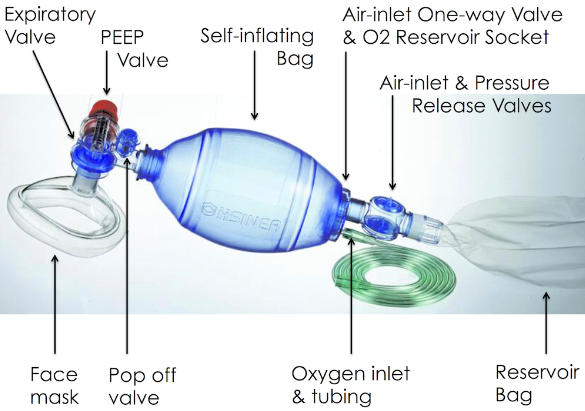 Expiratory
Valve
PEEP
Valve
Self-inflating
Bag
Air-inlet One-way Valve
& O2 Reservoir Socket
Air-inlet & Pressure
Release Valves
Face
mask
Pop off
valve
Oxygen inlet
& tubing
Reservoir
Bag